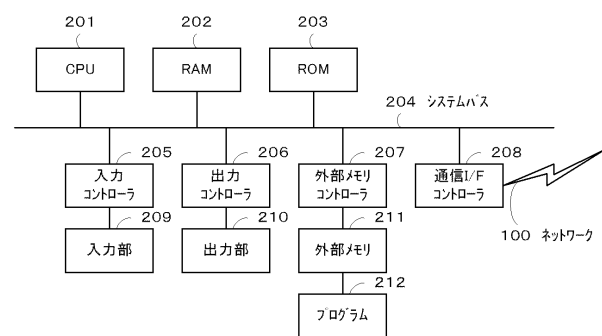 201
202
203
CPU
RAM
ROM
204 システムバス
205
206
207
208
入力
コントローラ
出力
コントローラ
外部メモリ
コントローラ
通信I/F
コントローラ
209
210
211
100 ネットワーク
入力部
出力部
外部メモリ
212
プログラム